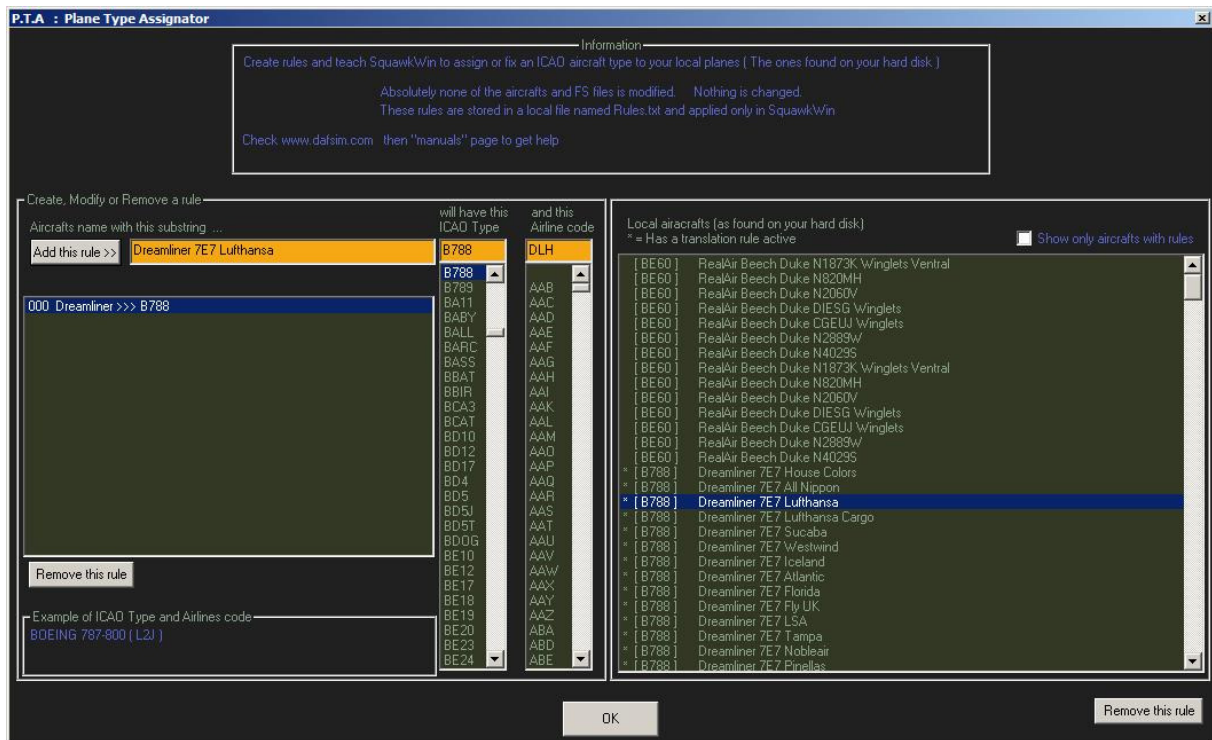 P.T.A : Plane Type Assignator
Information
Create rules and teach SquawkWin to assign or fix an ICAO aircraft type to your local planes ( The ones found on your hard disk )
Absolutely none of the aircrafts and FS files is modified. Nothing is changed.
These rules are stored in a local file named Rules.txt and applied only in SquawkWin
Check www.dafsim.com then "manuals" page to get help
Create, Modify or Remove a rule
Aircrafts name with this substring ...
will have this
ICAO Type
and this
Airline code
Add this rule >>
Dreamliner 7E7 Lufthansa
B788
DLH
000 Dreamliner >>> B788
B788
B789
BA11
BABY
BALL
BARC
BASS
BBAT
BBIR
BCA3
BCAT
BD10
BD12
BD17
BD4
BD5
BD5J
BD5T
BDOG
BE10
BE12
BE17
BE18
BE19
BE20
BE23
BE24
AAB
AAC
AAD
AAE
AAF
AAG
AAH
AAI
AAK
AAL
AAM
AAO
AAP
AAQ
AAR
AAS
AAT
AAU
AAV
AAW
AAX
AAY
AAZ
ABA
ABD
ABE
Remove this rule
Example of ICAO Type and Airlines code
BOEING 787-800 ( L2J )
Local airacrafts (as found on your hard disk)
* = Has a translation rule active
Show only aircrafts with rules
[ BE60 ] RealAir Beech Duke N1873K Winglets Ventral
[ BE60 ] RealAir Beech Duke N820MH
[ BE60 ] RealAir Beech Duke N2060V
[ BE60 ] RealAir Beech Duke DIESG Winglets
[ BE60 ] RealAir Beech Duke CGEUJ Winglets
[ BE60 ] RealAir Beech Duke N2889W
[ BE60 ] RealAir Beech Duke N4029S
[ BE60 ] RealAir Beech Duke N1873K Winglets Ventral
[ BE60 ] RealAir Beech Duke N820MH
[ BE60 ] RealAir Beech Duke N2060V
[ BE60 ] RealAir Beech Duke DIESG Winglets
[ BE60 ] RealAir Beech Duke CGEUJ Winglets
[ BE60 ] RealAir Beech Duke N2889W
[ BE60 ] RealAir Beech Duke N4029S
* [ B788 ] Dreamliner 7E7 House Colors
* [ B788 ] Dreamliner 7E7 All Nippon
* [ B788 ] Dreamliner 7E7 Lufthansa
* [ B788 ] Dreamliner 7E7 Lufthansa Cargo
* [ B788 ] Dreamliner 7E7 Sucaba
* [ B788 ] Dreamliner 7E7 Westwind
* [ B788 ] Dreamliner 7E7 Iceland
* [ B788 ] Dreamliner 7E7 Atlantic
* [ B788 ] Dreamliner 7E7 Florida
* [ B788 ] Dreamliner 7E7 Fly UK
* [ B788 ] Dreamliner 7E7 LSA
* [ B788 ] Dreamliner 7E7 Tampa
* [ B788 ] Dreamliner 7E7 Nobleair
* [ B788 ] Dreamliner 7E7 Pinellas
OK
Remove this rule